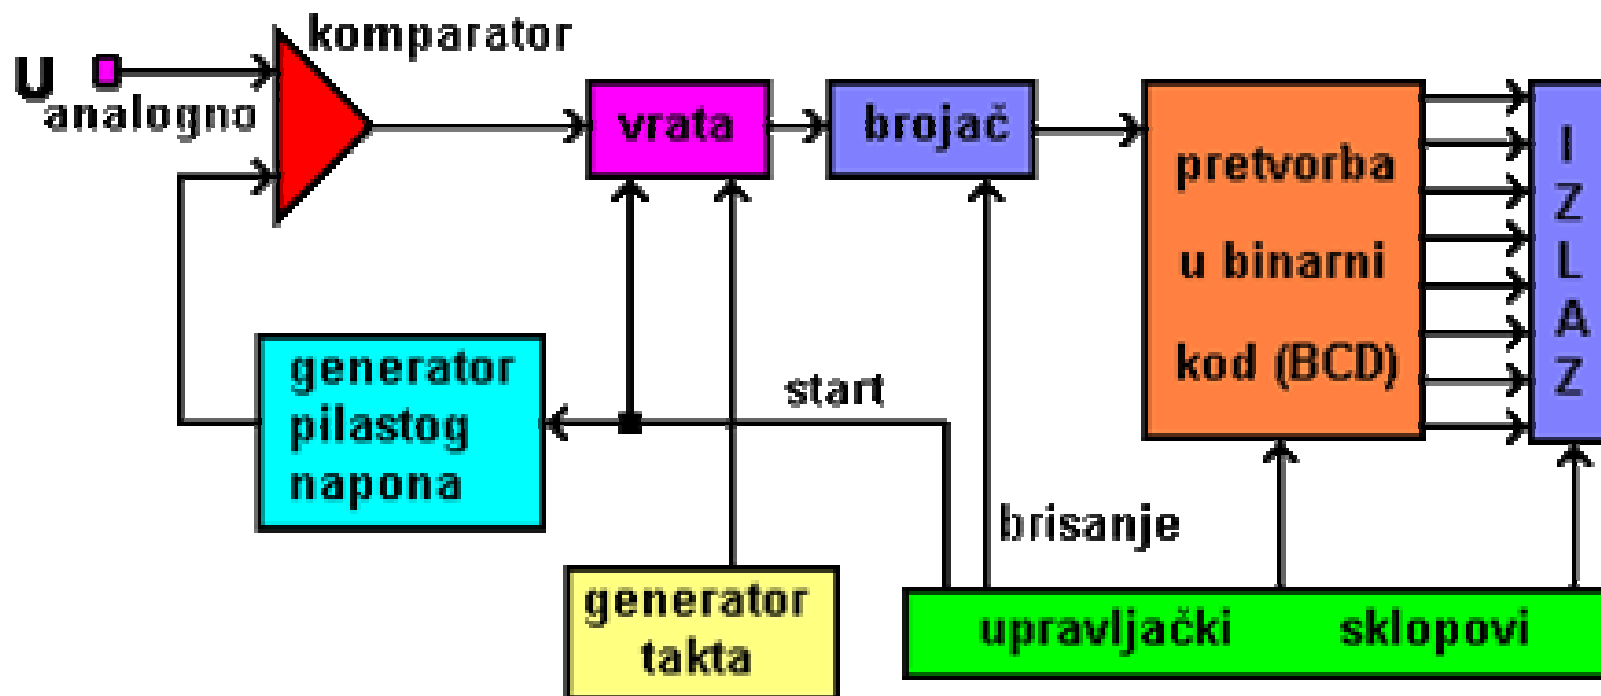 komparator
U analogno
vrata
brojač
pretvorba
u binarni
kod (BCD)
I
Z
L
A
Z
generator
pilastog
napona
start
brisanje
generator
takta
upravljački sklopovi